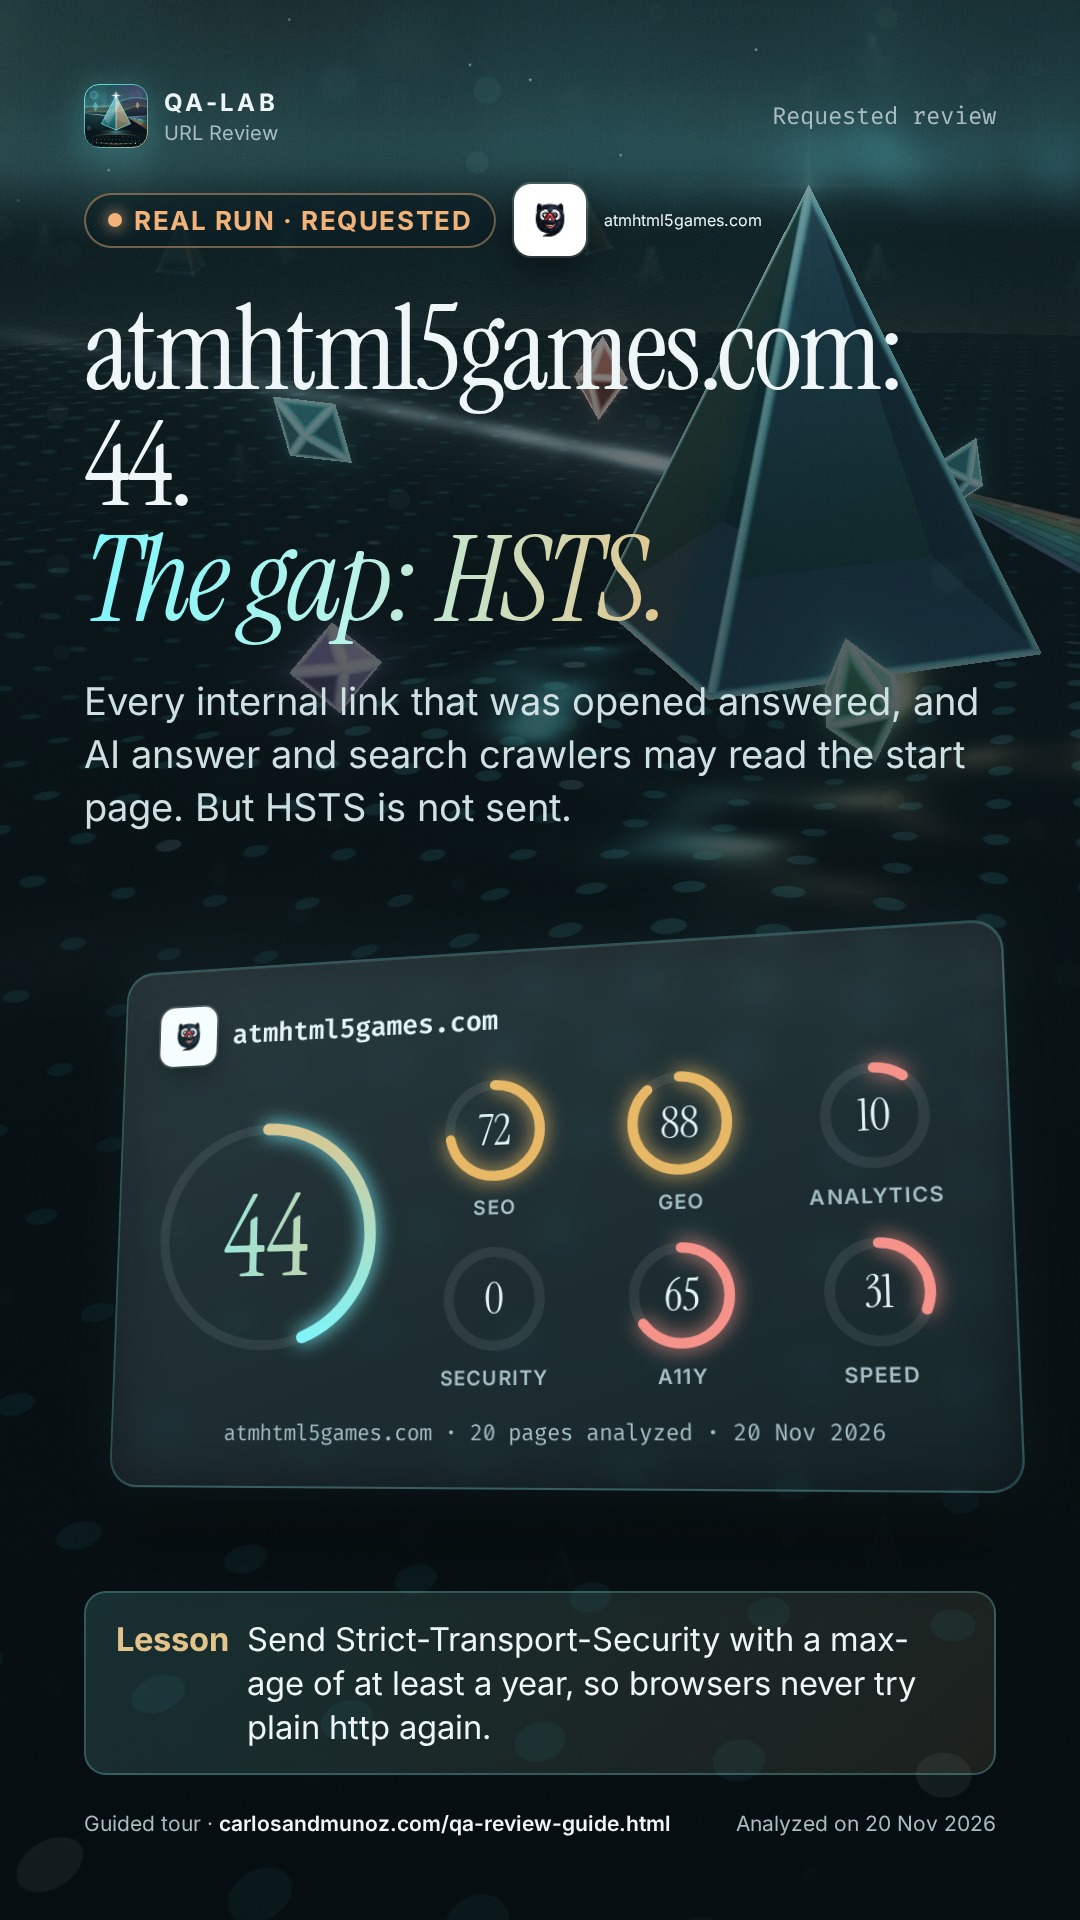 QA-LAB
URL Review
Requested review
REAL RUN · REQUESTED
atmhtml5games.com
atmhtml5games.com:
44.
The gap: HSTS.
Every internal link that was opened answered, and
AI answer and search crawlers may read the start
page. But HSTS is not sent.
atmhtml5games.com
44
72
SEO
88
GEO
10
ANALYTICS
0
SECURITY
65
A11Y
31
SPEED
atmhtml5games.com · 20 pages analyzed · 20 Nov 2026
Lesson
Send Strict-Transport-Security with a max-
age of at least a year, so browsers never try
plain http again.
Guided tour · carlosandmunoz.com/qa-review-guide.html
Analyzed on 20 Nov 2026